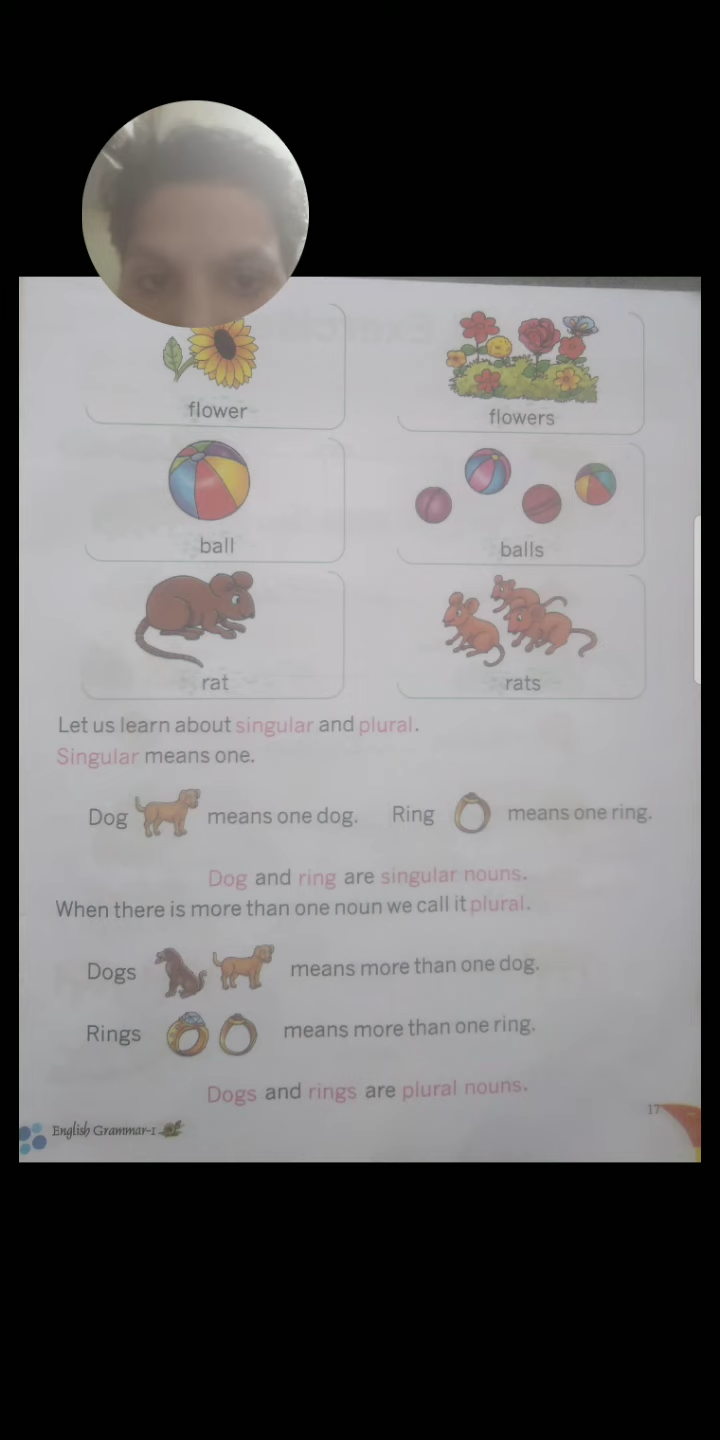 flower flowers
ball balls
rat rats
Let us learn about singular and plural.
Singular means one.
Dog means one dog. Ring means one ring.
Dog and ring are singular nouns.
When there is more than one noun we call it plural.
Dogs means more than one dog.
Rings means more than one ring.
Dogs and rings are plural nouns.
17
English Grammar-1